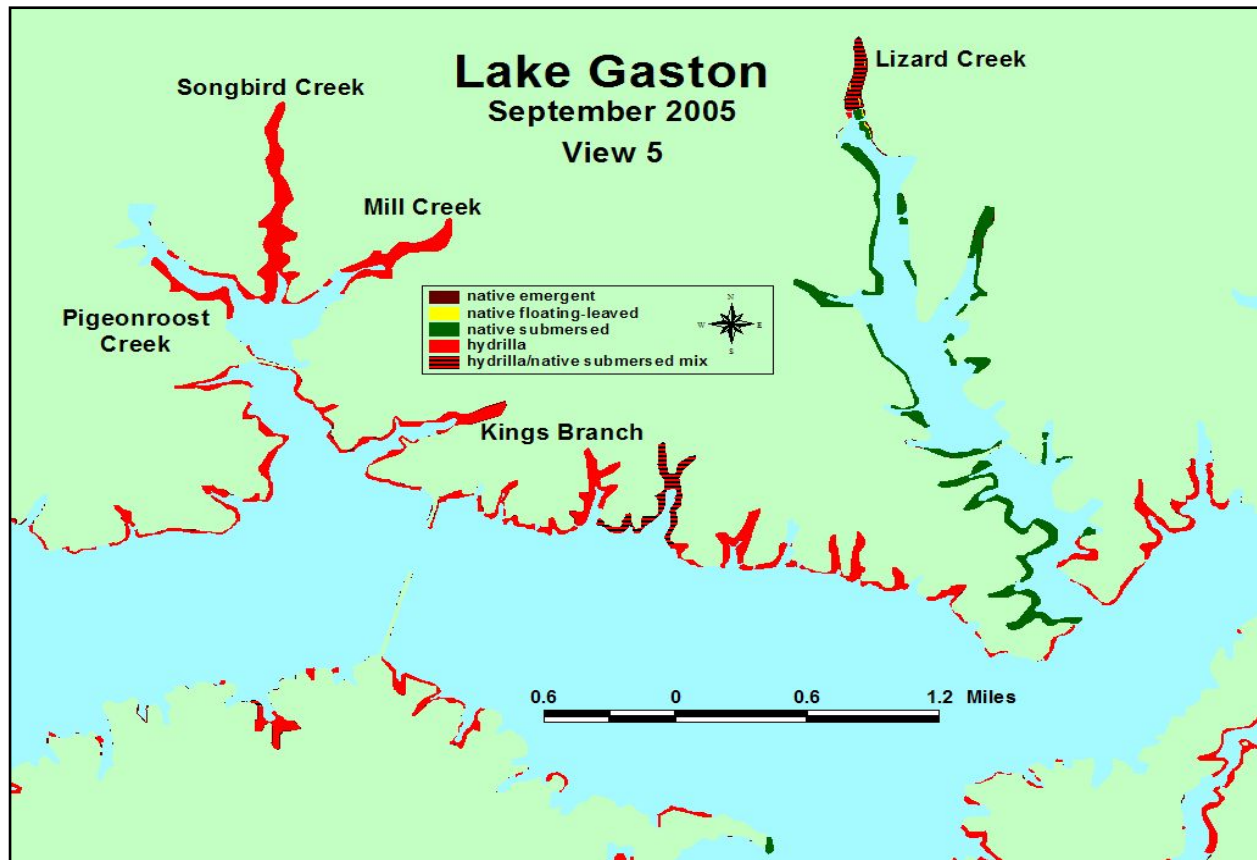 Lake Gaston
September 2005
View 5
Lizard Creek
Songbird Creek
Mill Creek
Pigeonroost
Creek
native emergent
native floating-leaved
native submersed
hydrilla
hydrilla/native submersed mix
N
W E
S
Kings Branch
0.6 0 0.6 1.2 Miles